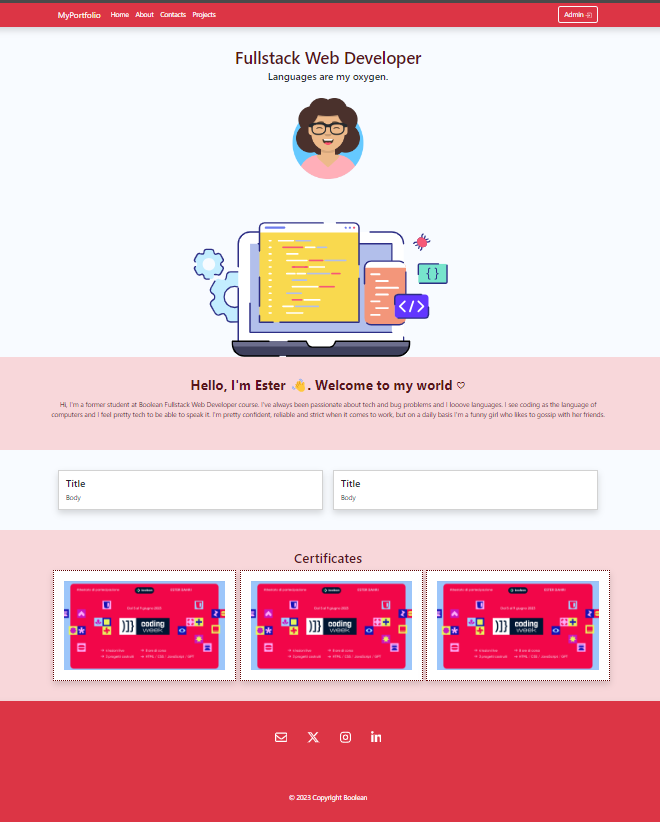 MyPortfolio Home About Contacts Projects Admin
Fullstack Web Developer
Languages are my oxygen.
{ }
</>
Hello, I'm Ester 👋. Welcome to my world ♡
Hi, I'm a former student at Boolean Fullstack Web Developer course. I've always been passionate about tech and bug problems and I looove languages. I see coding as the language of
computers and I feel pretty tech to be able to speak it. I'm pretty confident, reliable and strict when it comes to work, but on a daily basis I'm a funny girl who likes to gossip with her friends.
Title Title
Body Body
Certificates
coding coding coding
WEEK WEEK WEEK
© 2023 Copyright Boolean